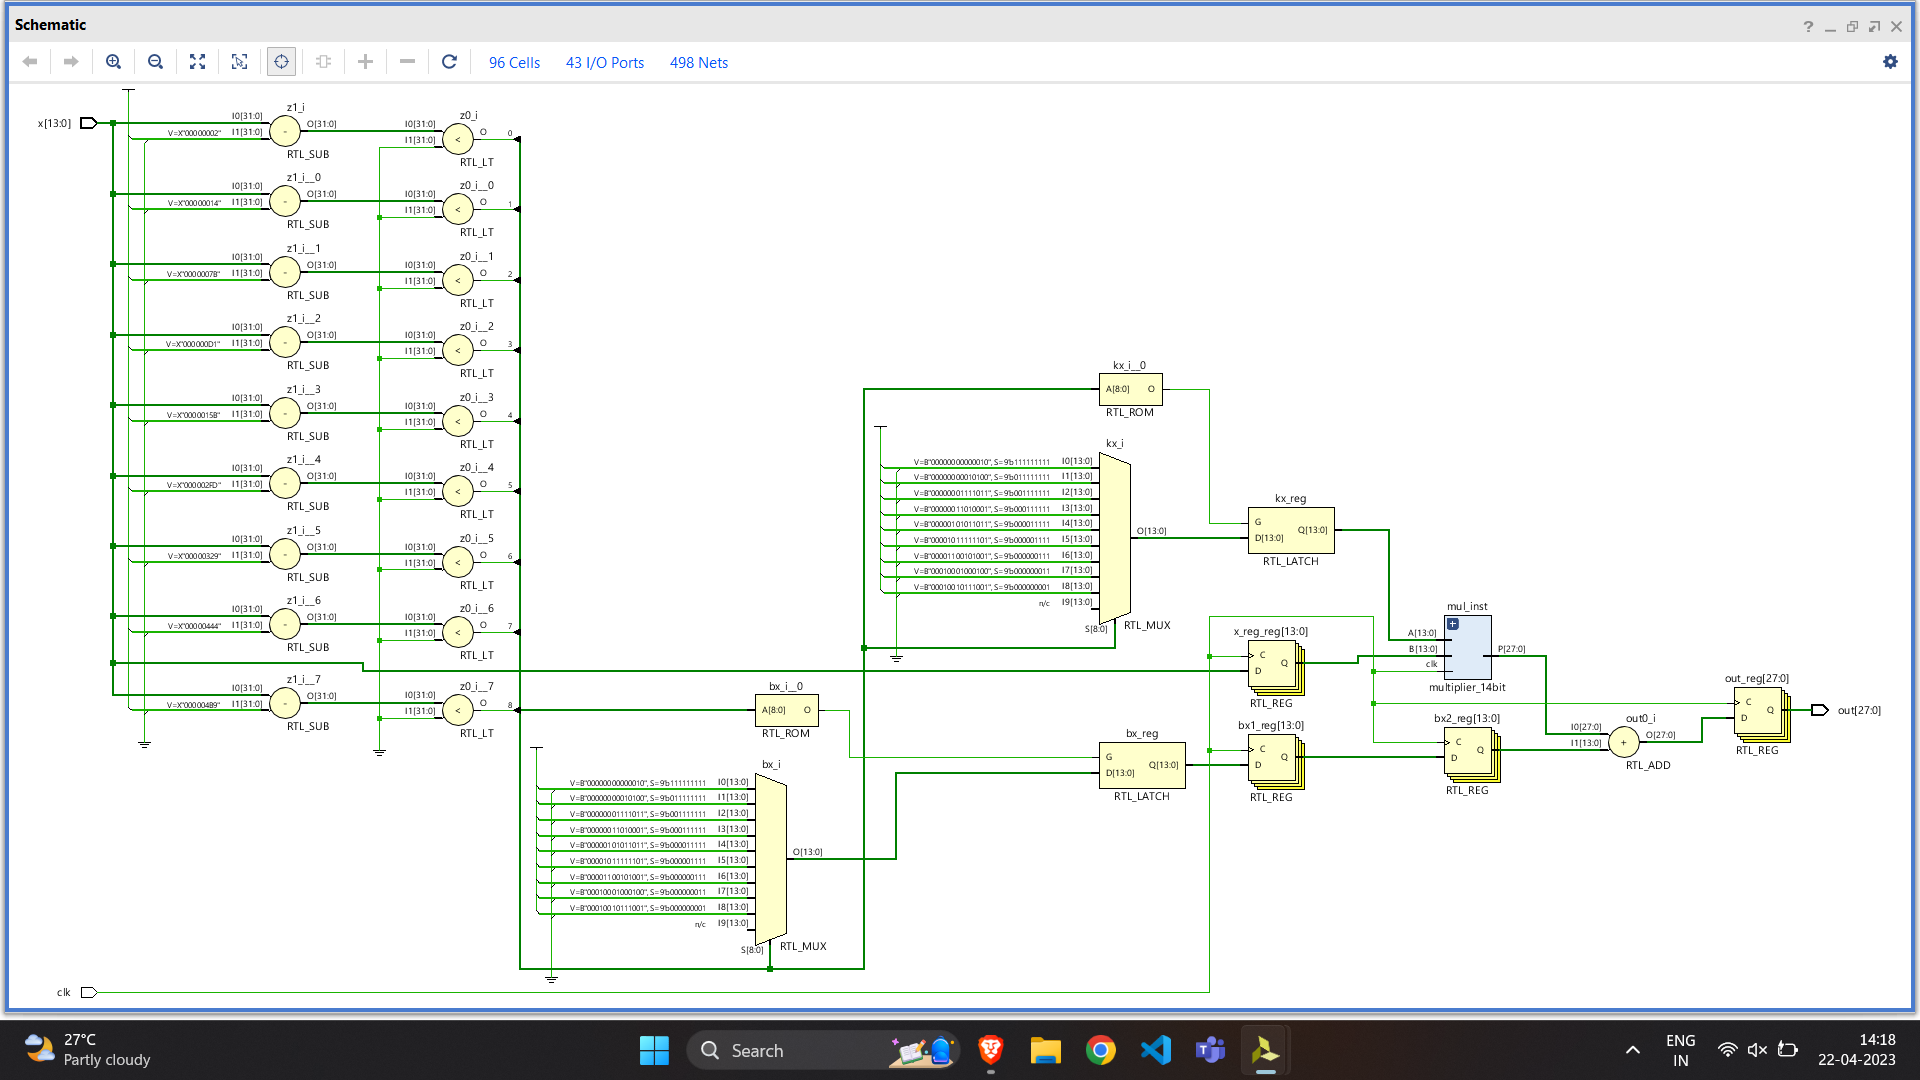 Schematic
96 Cells 43 I/O Ports 498 Nets
x[13:0]
z1_i
I0[31:0]
V=X"00000002" I1[31:0]
O[31:0]
-
RTL_SUB
z0_i
I0[31:0]
I1[31:0]
O
<
0
RTL_LT
z1_i__0
I0[31:0]
V=X"00000014" I1[31:0]
O[31:0]
-
RTL_SUB
z0_i__0
I0[31:0]
I1[31:0]
O
<
1
RTL_LT
z1_i__1
I0[31:0]
V=X"0000007B" I1[31:0]
O[31:0]
-
RTL_SUB
z0_i__1
I0[31:0]
I1[31:0]
O
<
2
RTL_LT
z1_i__2
I0[31:0]
V=X"000000D1" I1[31:0]
O[31:0]
-
RTL_SUB
z0_i__2
I0[31:0]
I1[31:0]
O
<
3
RTL_LT
z1_i__3
I0[31:0]
V=X"0000015B" I1[31:0]
O[31:0]
-
RTL_SUB
z0_i__3
I0[31:0]
I1[31:0]
O
<
4
RTL_LT
z1_i__4
I0[31:0]
V=X"000002FD" I1[31:0]
O[31:0]
-
RTL_SUB
z0_i__4
I0[31:0]
I1[31:0]
O
<
5
RTL_LT
z1_i__5
I0[31:0]
V=X"00000329" I1[31:0]
O[31:0]
-
RTL_SUB
z0_i__5
I0[31:0]
I1[31:0]
O
<
6
RTL_LT
z1_i__6
I0[31:0]
V=X"00000444" I1[31:0]
O[31:0]
-
RTL_SUB
z0_i__6
I0[31:0]
I1[31:0]
O
<
7
RTL_LT
z1_i__7
I0[31:0]
V=X"000004B9" I1[31:0]
O[31:0]
-
RTL_SUB
z0_i__7
I0[31:0]
I1[31:0]
O
<
8
RTL_LT
kx_i__0
A[8:0] O
RTL_ROM
kx_i
V=B"00000000000010", S=9'b111111111 I0[13:0]
V=B"00000000010100", S=9'b011111111 I1[13:0]
V=B"00000001111011", S=9'b001111111 I2[13:0]
V=B"00000011010001", S=9'b000111111 I3[13:0]
V=B"00000101011011", S=9'b000011111 I4[13:0]
V=B"00001011111101", S=9'b000001111 I5[13:0]
V=B"00001100101001", S=9'b000000111 I6[13:0]
V=B"00010001000100", S=9'b000000011 I7[13:0]
V=B"00010010111001", S=9'b000000001 I8[13:0]
n/c I9[13:0]
S[8:0]
O[13:0]
RTL_MUX
kx_reg
G
D[13:0]
Q[13:0]
RTL_LATCH
bx_i__0
A[8:0] O
RTL_ROM
bx_i
V=B"00000000000010", S=9'b111111111 I0[13:0]
V=B"00000000010100", S=9'b011111111 I1[13:0]
V=B"00000001111011", S=9'b001111111 I2[13:0]
V=B"00000011010001", S=9'b000111111 I3[13:0]
V=B"00000101011011", S=9'b000011111 I4[13:0]
V=B"00001011111101", S=9'b000001111 I5[13:0]
V=B"00001100101001", S=9'b000000111 I6[13:0]
V=B"00010001000100", S=9'b000000011 I7[13:0]
V=B"00010010111001", S=9'b000000001 I8[13:0]
n/c I9[13:0]
S[8:0]
O[13:0]
RTL_MUX
bx_reg
G
D[13:0]
Q[13:0]
RTL_LATCH
x_reg_reg[13:0]
C
D
Q
RTL_REG
bx1_reg[13:0]
C
D
Q
RTL_REG
mul_inst
A[13:0]
B[13:0]
clk
P[27:0]
multiplier_14bit
bx2_reg[13:0]
C
D
Q
RTL_REG
out0_i
I0[27:0]
I1[13:0]
+
O[27:0]
RTL_ADD
out_reg[27:0]
C
D
Q
RTL_REG
out[27:0]
clk
27°C
Partly cloudy
Search
ENG
IN
14:18
22-04-2023